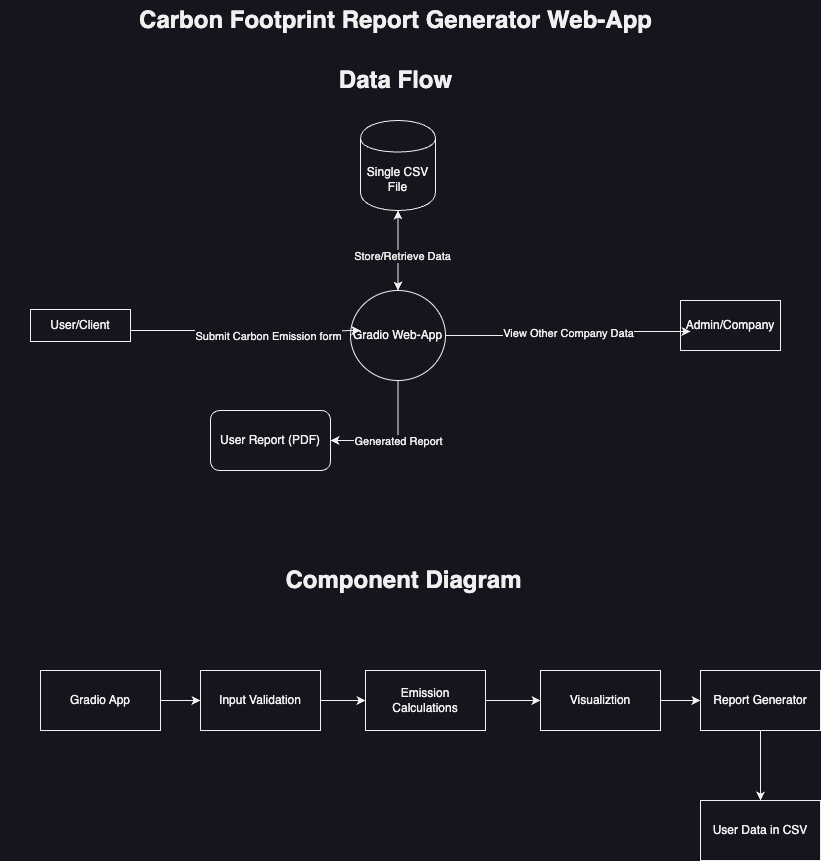 Carbon Footprint Report Generator Web-App
Data Flow
Single CSV
File
Store/Retrieve Data
User/Client
Submit Carbon Emission form
Gradio Web-App
View Other Company Data
Admin/Company
User Report (PDF)
Generated Report
Component Diagram
Gradio App
Input Validation
Emission
Calculations
Visualiztion
Report Generator
User Data in CSV